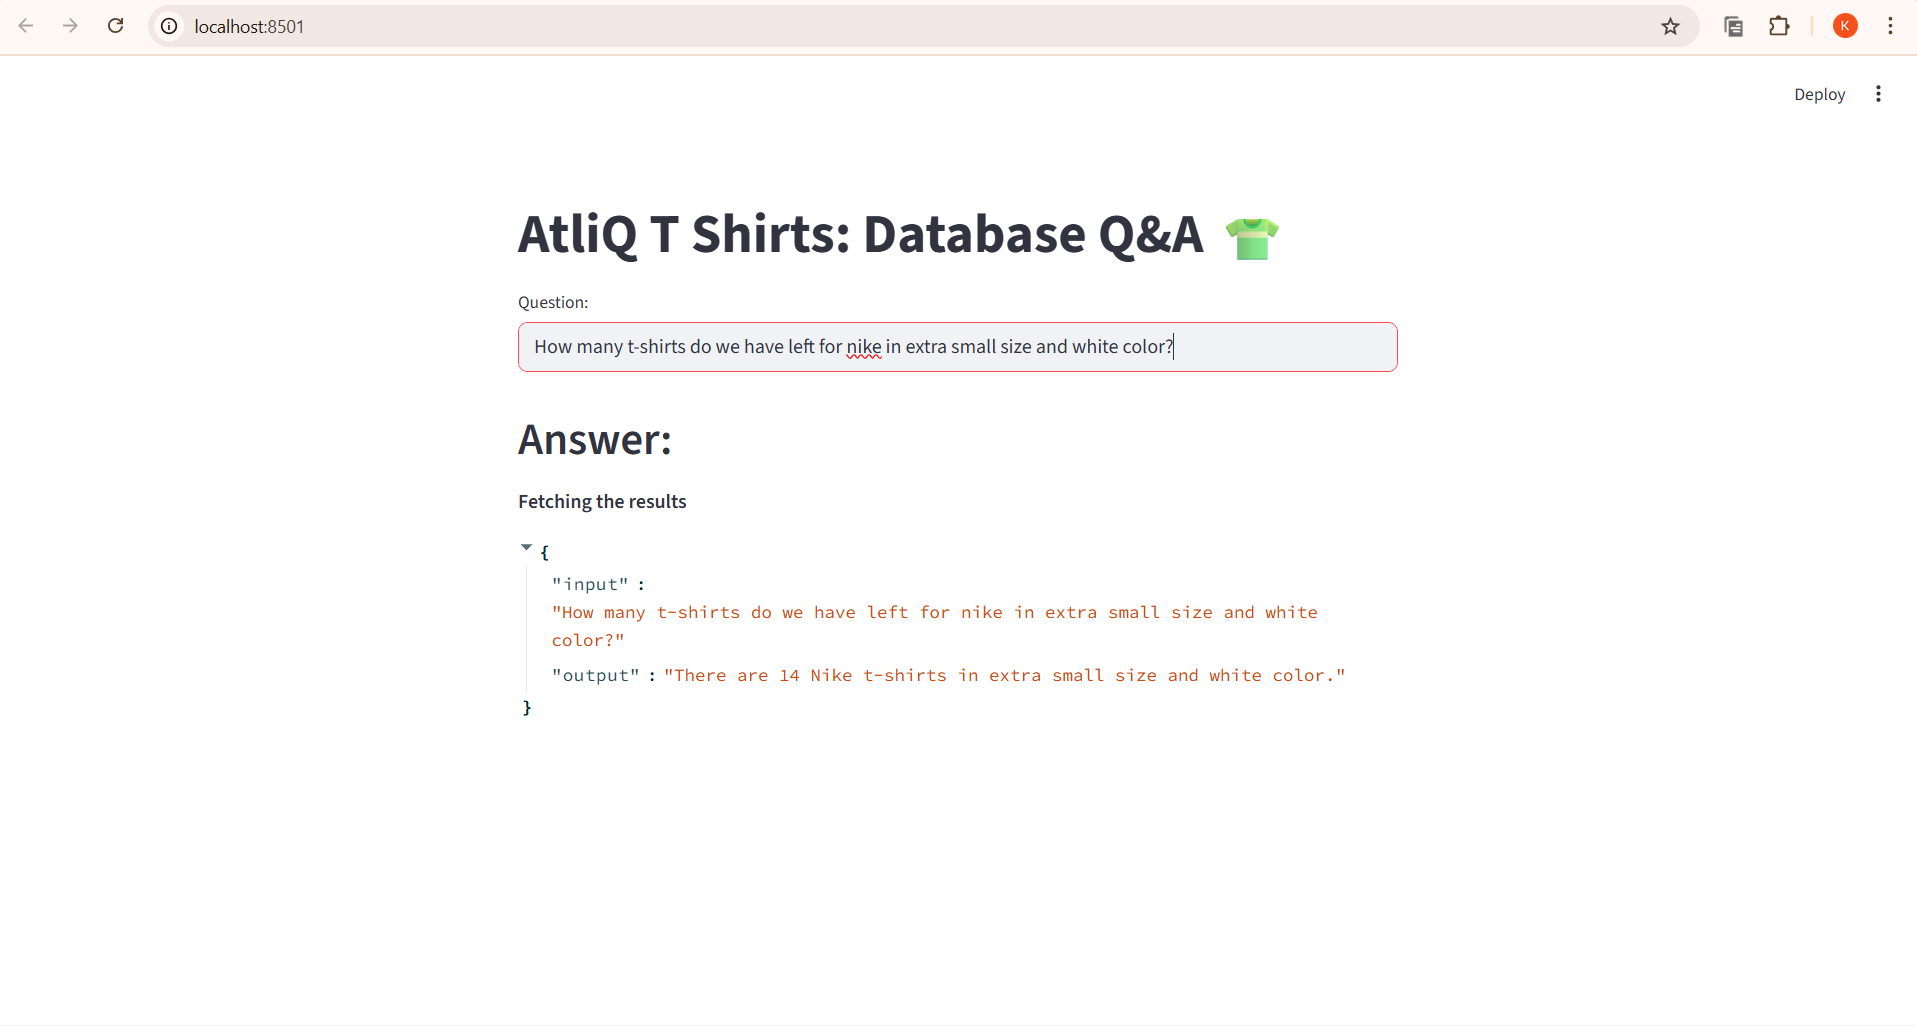 localhost:8501
K
Deploy
AtliQ T Shirts: Database Q&A
Question:
How many t-shirts do we have left for nike in extra small size and white color?
Answer:
Fetching the results
{
"input" :
"How many t-shirts do we have left for nike in extra small size and white
color?"
"output" : "There are 14 Nike t-shirts in extra small size and white color."
}